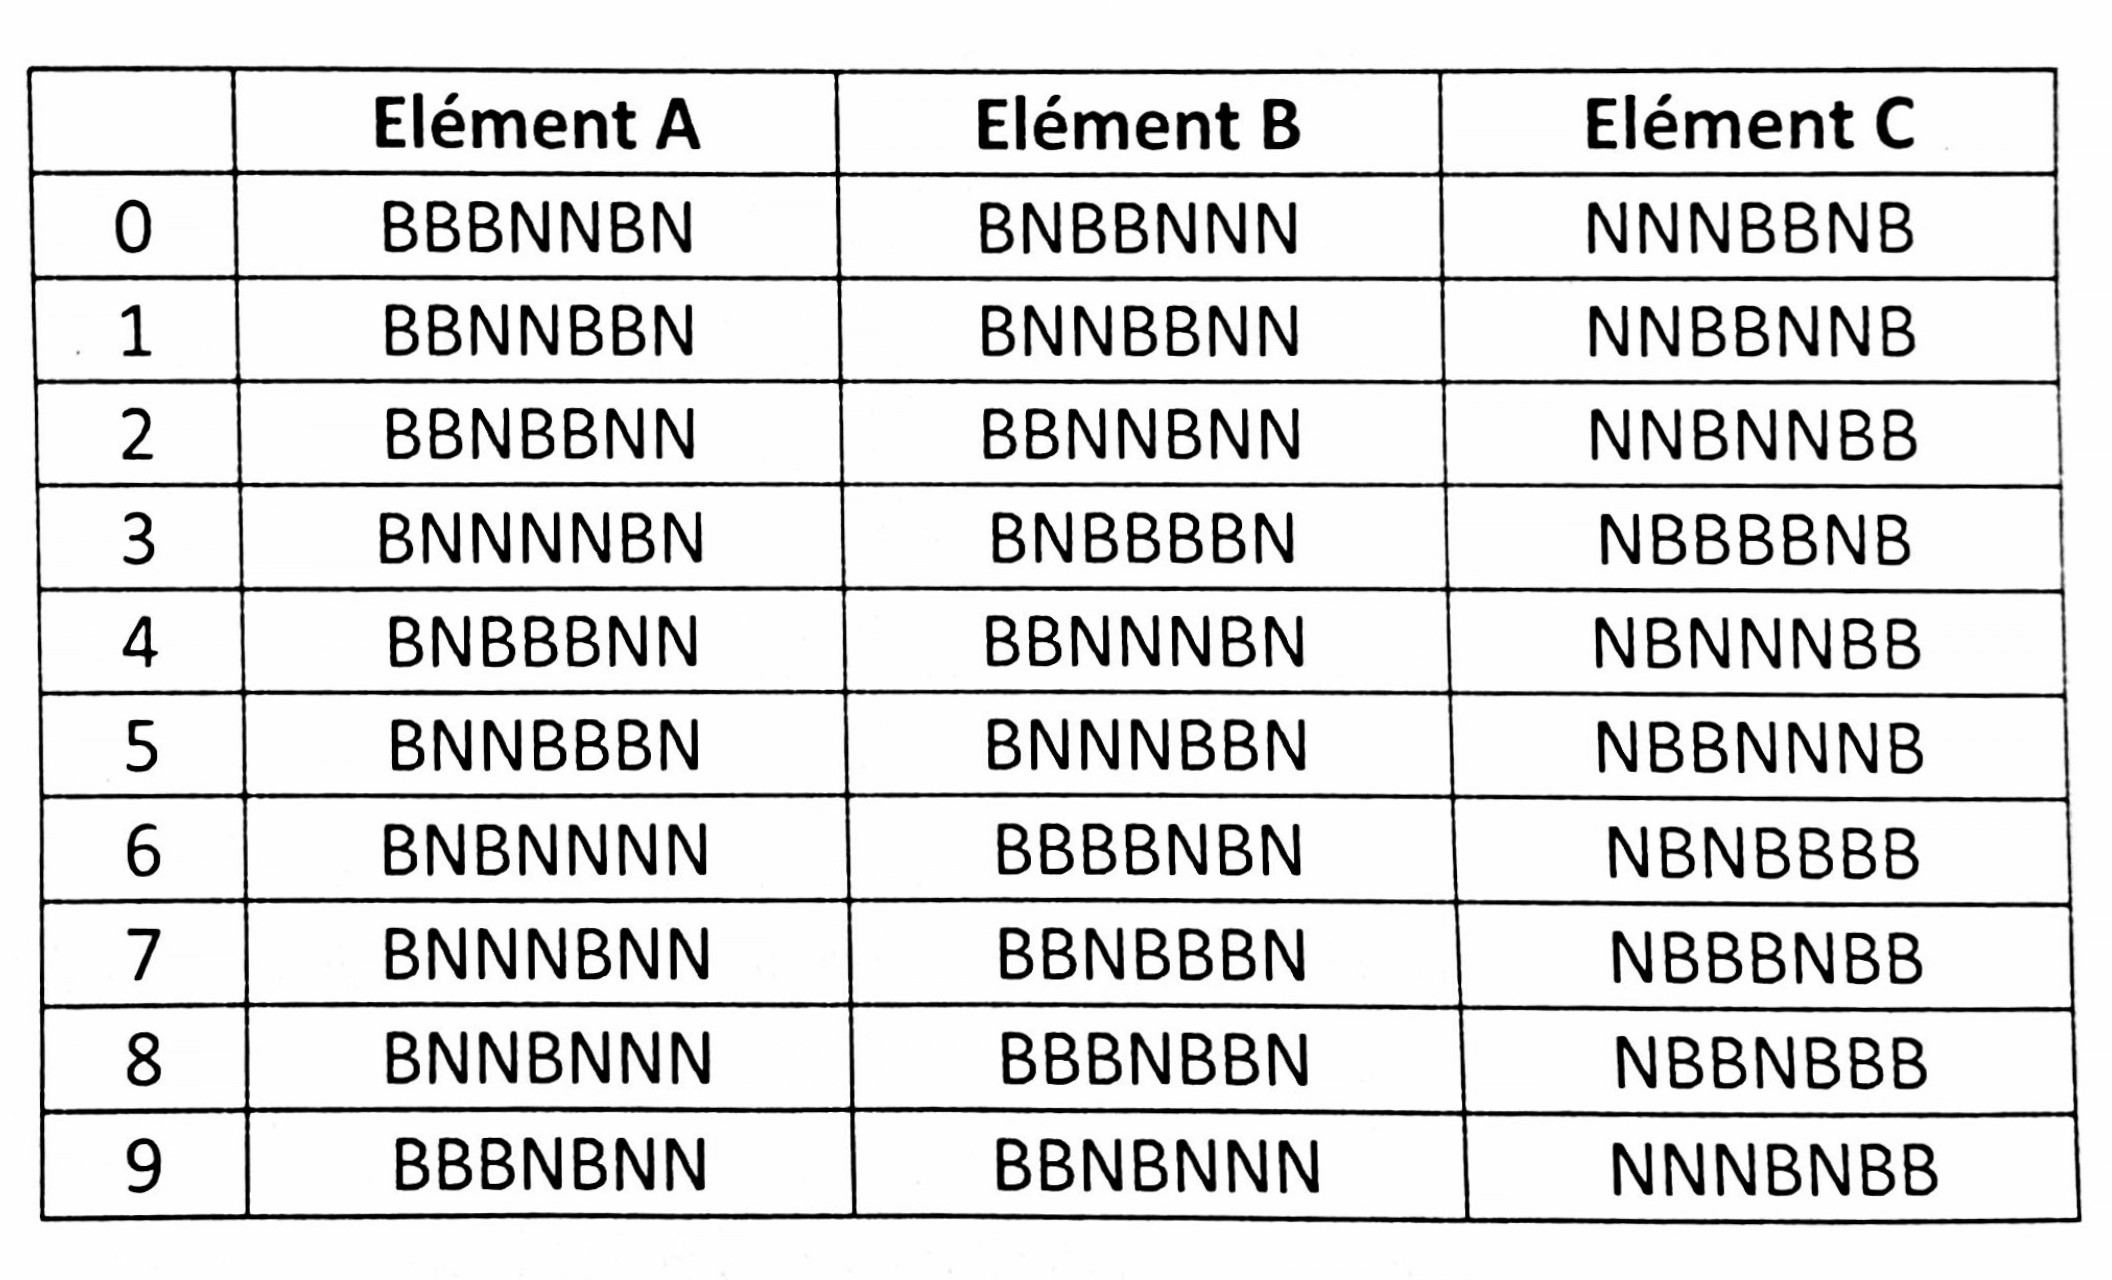 Elément A Elément B Elément C
0 BBBNNBN BNBBNNN NNNBBNB
1 BBNNBBN BNNBBNN NNBBNNB
2 BBNBBNN BBNNBNN NNBNNBB
3 BNNNNBN BNBBBBN NBBBBNB
4 BNBBBNN BBNNNBN NBNNNBB
5 BNNBBBN BNNNBBN NBBNNNB
6 BNBNNNN BBBBNBN NBNBBBB
7 BNNNBNN BBNBBBN NBBBNBB
8 BNNBNNN BBBNBBN NBBNBBB
9 BBBNBNN BBNBNNN NNNBNBB